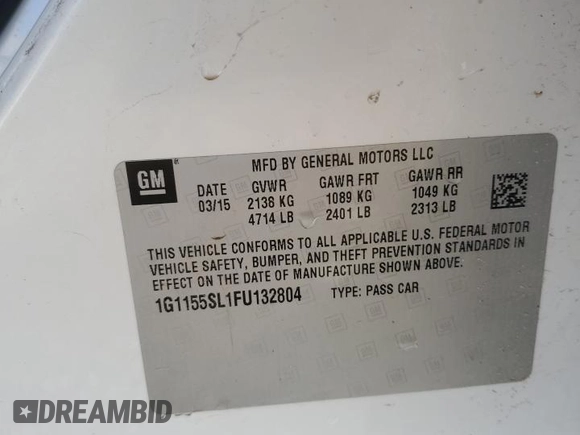 GM
MFD BY GENERAL MOTORS LLC
DATE GVWR GAWR FRT GAWR RR
03/15 2138 KG 1089 KG 1049 KG
4714 LB 2401 LB 2313 LB
THIS VEHICLE CONFORMS TO ALL APPLICABLE U.S. FEDERAL MOTOR
VEHICLE SAFETY, BUMPER, AND THEFT PREVENTION STANDARDS IN
EFFECT ON THE DATE OF MANUFACTURE SHOWN ABOVE.
1G1155SL1FU132804 TYPE: PASS CAR
DREAMBID